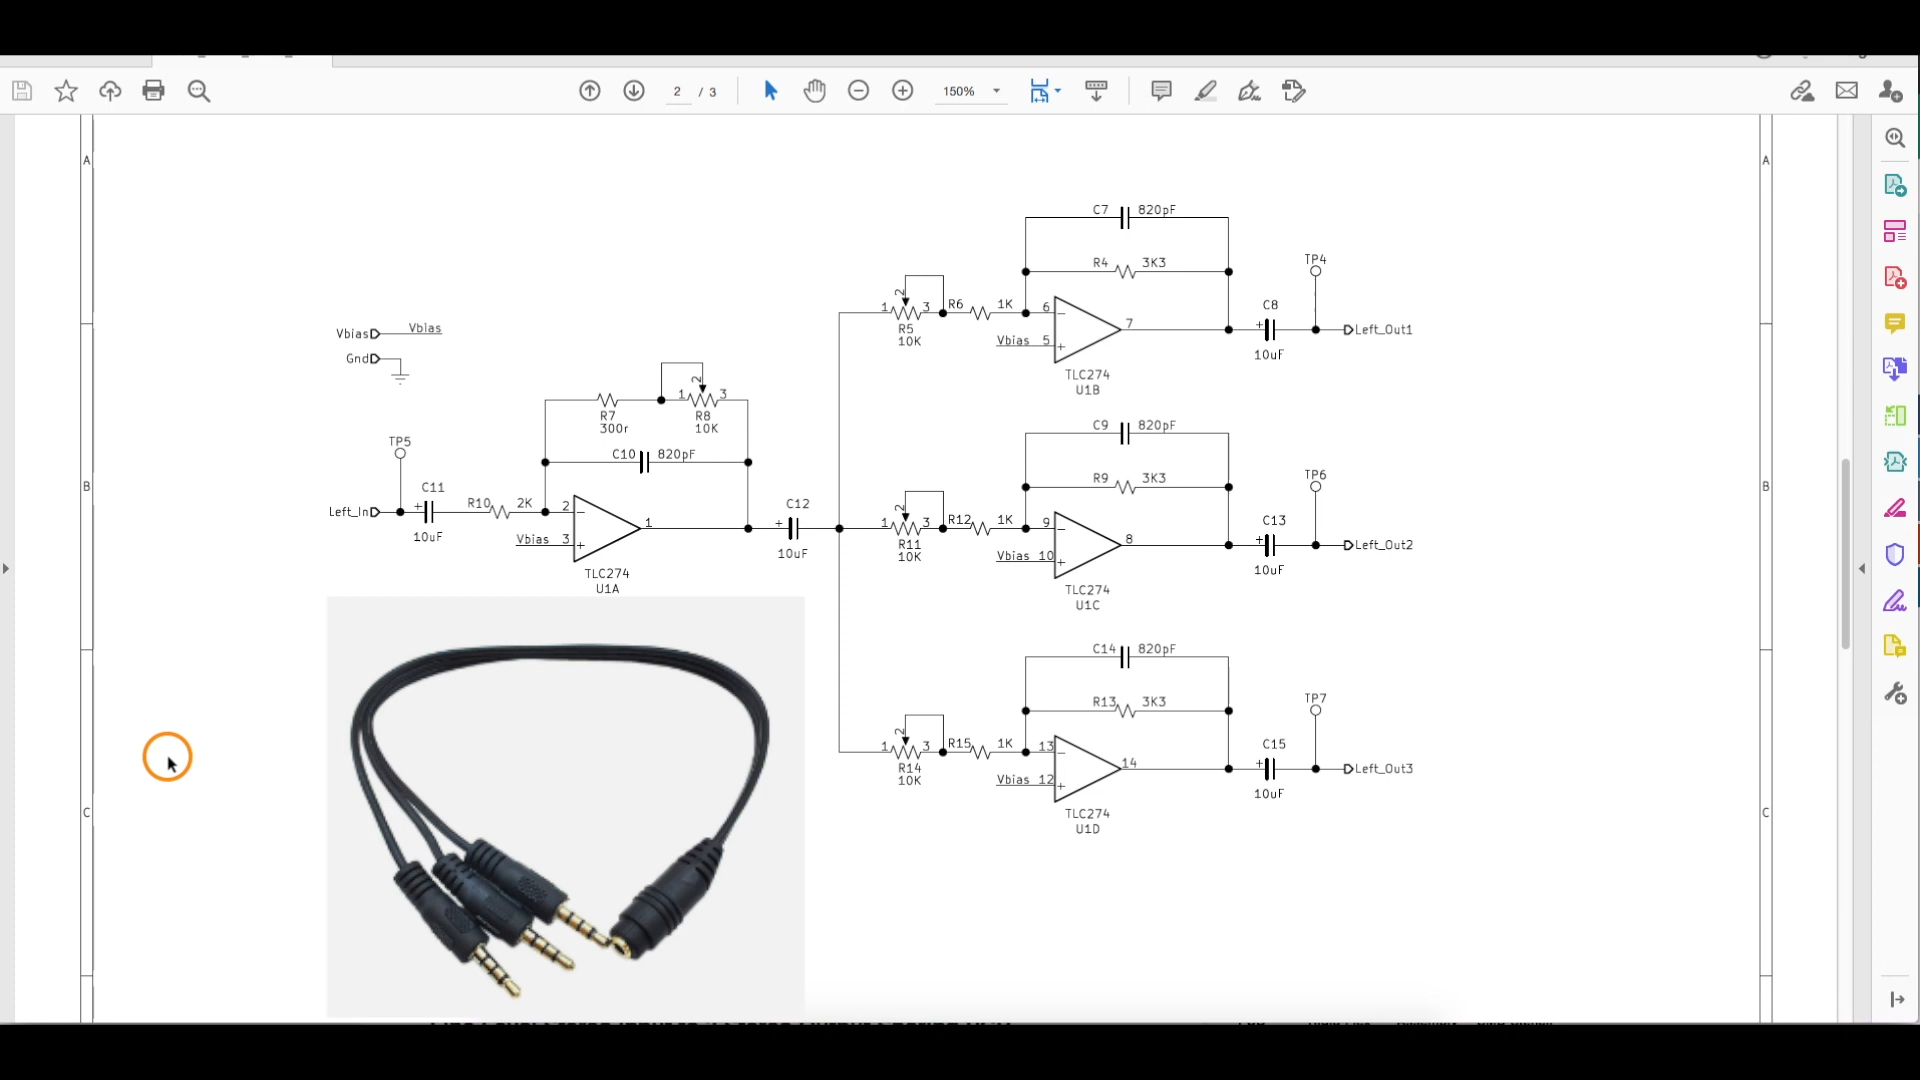 2 / 3
150%
A
A
C7 820pF
R4 3K3
TP4
1 2 3
R5
10K
R6 1K
6
Vbias 5
7
TLC274
U1B
C8
10uF
Left_Out1
Vbias
Vbias
Gnd
R7
300r
1 2 3
R8
10K
C10 820pF
TP5
Left_In
C11
10uF
R10 2K
2
Vbias 3
1
TLC274
U1A
C12
10uF
B
B
C9 820pF
R9 3K3
TP6
1 2 3
R11
10K
R12 1K
9
Vbias 10
8
TLC274
U1C
C13
10uF
Left_Out2
C14 820pF
R13 3K3
TP7
1 2 3
R14
10K
R15 1K
13
Vbias 12
14
TLC274
U1D
C15
10uF
Left_Out3
C
C